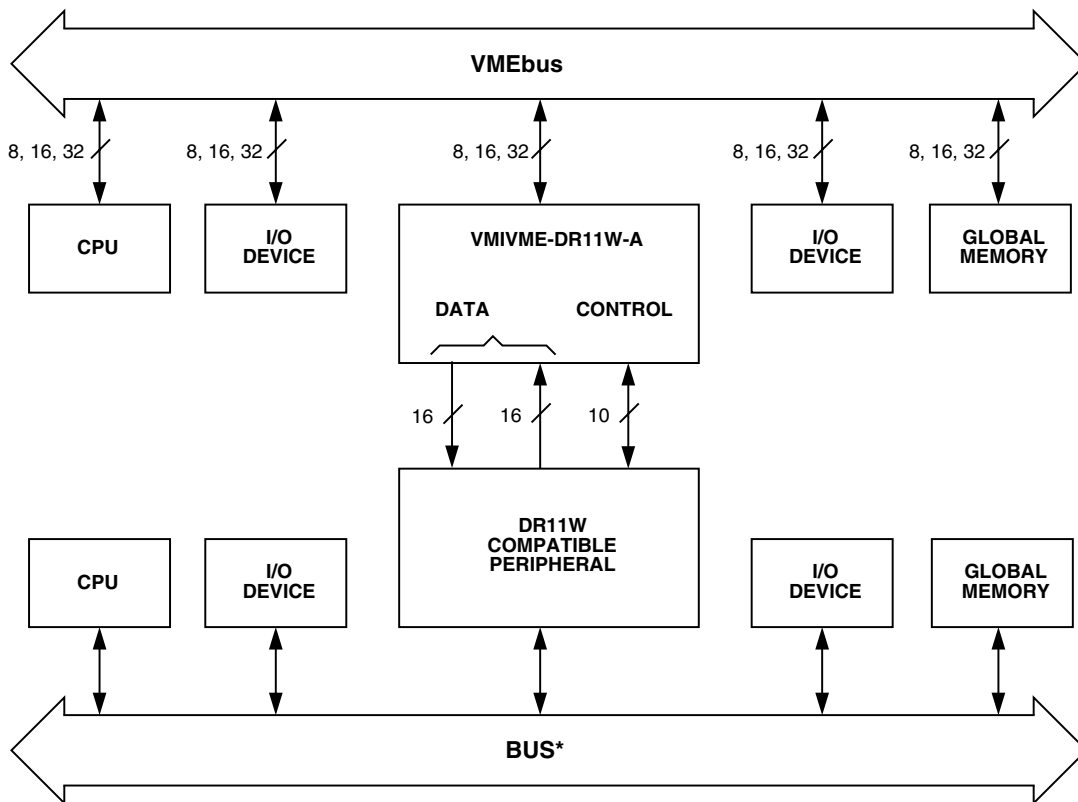 VMEbus
8, 16, 32
8, 16, 32
8, 16, 32
8, 16, 32
8, 16, 32
CPU
I/O
DEVICE
VMIVME-DR11W-A
I/O
DEVICE
GLOBAL
MEMORY
DATA
CONTROL
16
16
10
CPU
I/O
DEVICE
DR11W
COMPATIBLE
PERIPHERAL
I/O
DEVICE
GLOBAL
MEMORY
BUS*